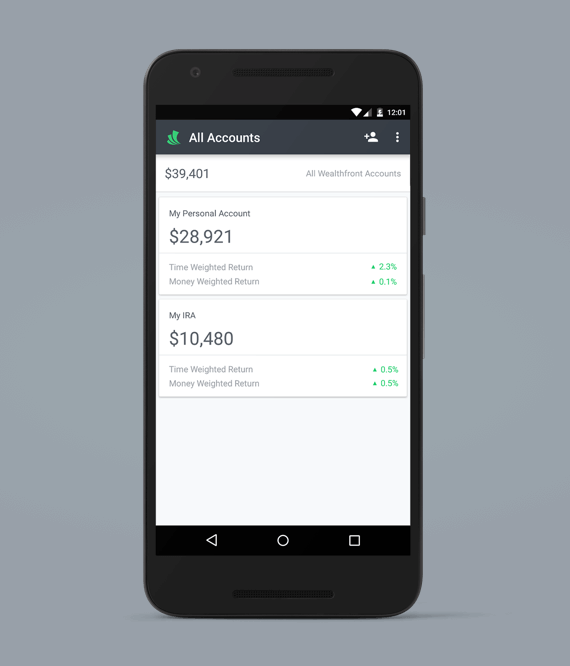 12:01
All Accounts
$39,401 All Wealthfront Accounts
My Personal Account
$28,921
Time Weighted Return ▲ 2.3%
Money Weighted Return ▲ 0.1%
My IRA
$10,480
Time Weighted Return ▲ 0.5%
Money Weighted Return ▲ 0.5%